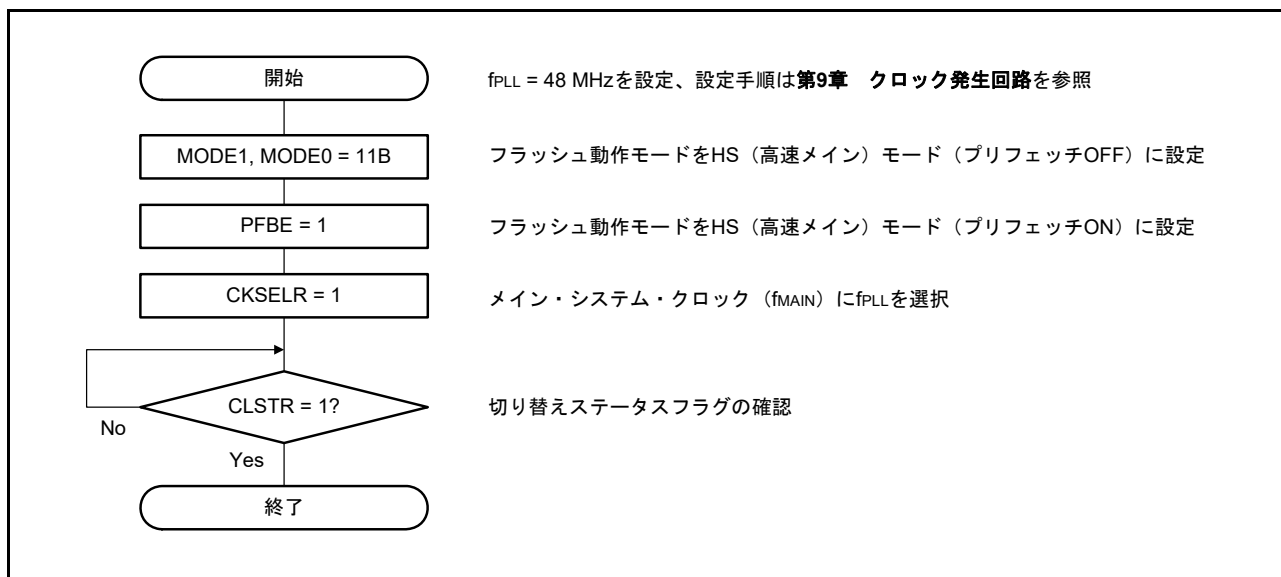 開始
fPLL = 48 MHzを設定、設定手順は第9章　クロック発生回路を参照
MODE1, MODE0 = 11B
フラッシュ動作モードをHS（高速メイン）モード（プリフェッチOFF）に設定
PFBE = 1
フラッシュ動作モードをHS（高速メイン）モード（プリフェッチON）に設定
CKSELR = 1
メイン・システム・クロック（fMAIN）にfPLLを選択
CLSTR = 1?
切り替えステータスフラグの確認
No
Yes
終了